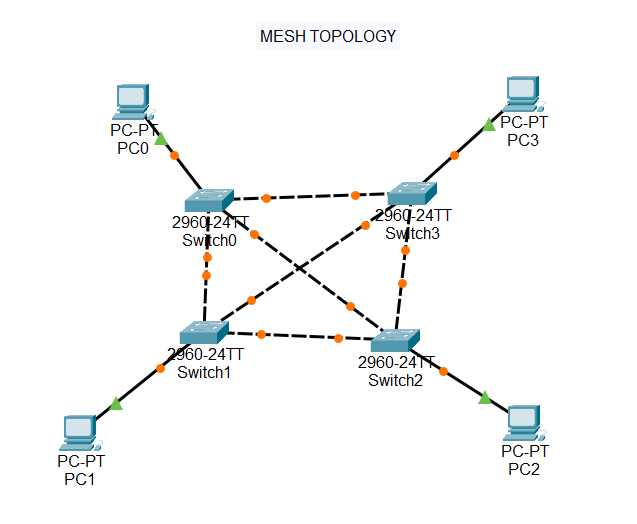 MESH TOPOLOGY
PC-PT
PC0
PC-PT
PC3
2960-24TT
Switch0
2960-24TT
Switch3
2960-24TT
Switch1
2960-24TT
Switch2
PC-PT
PC1
PC-PT
PC2